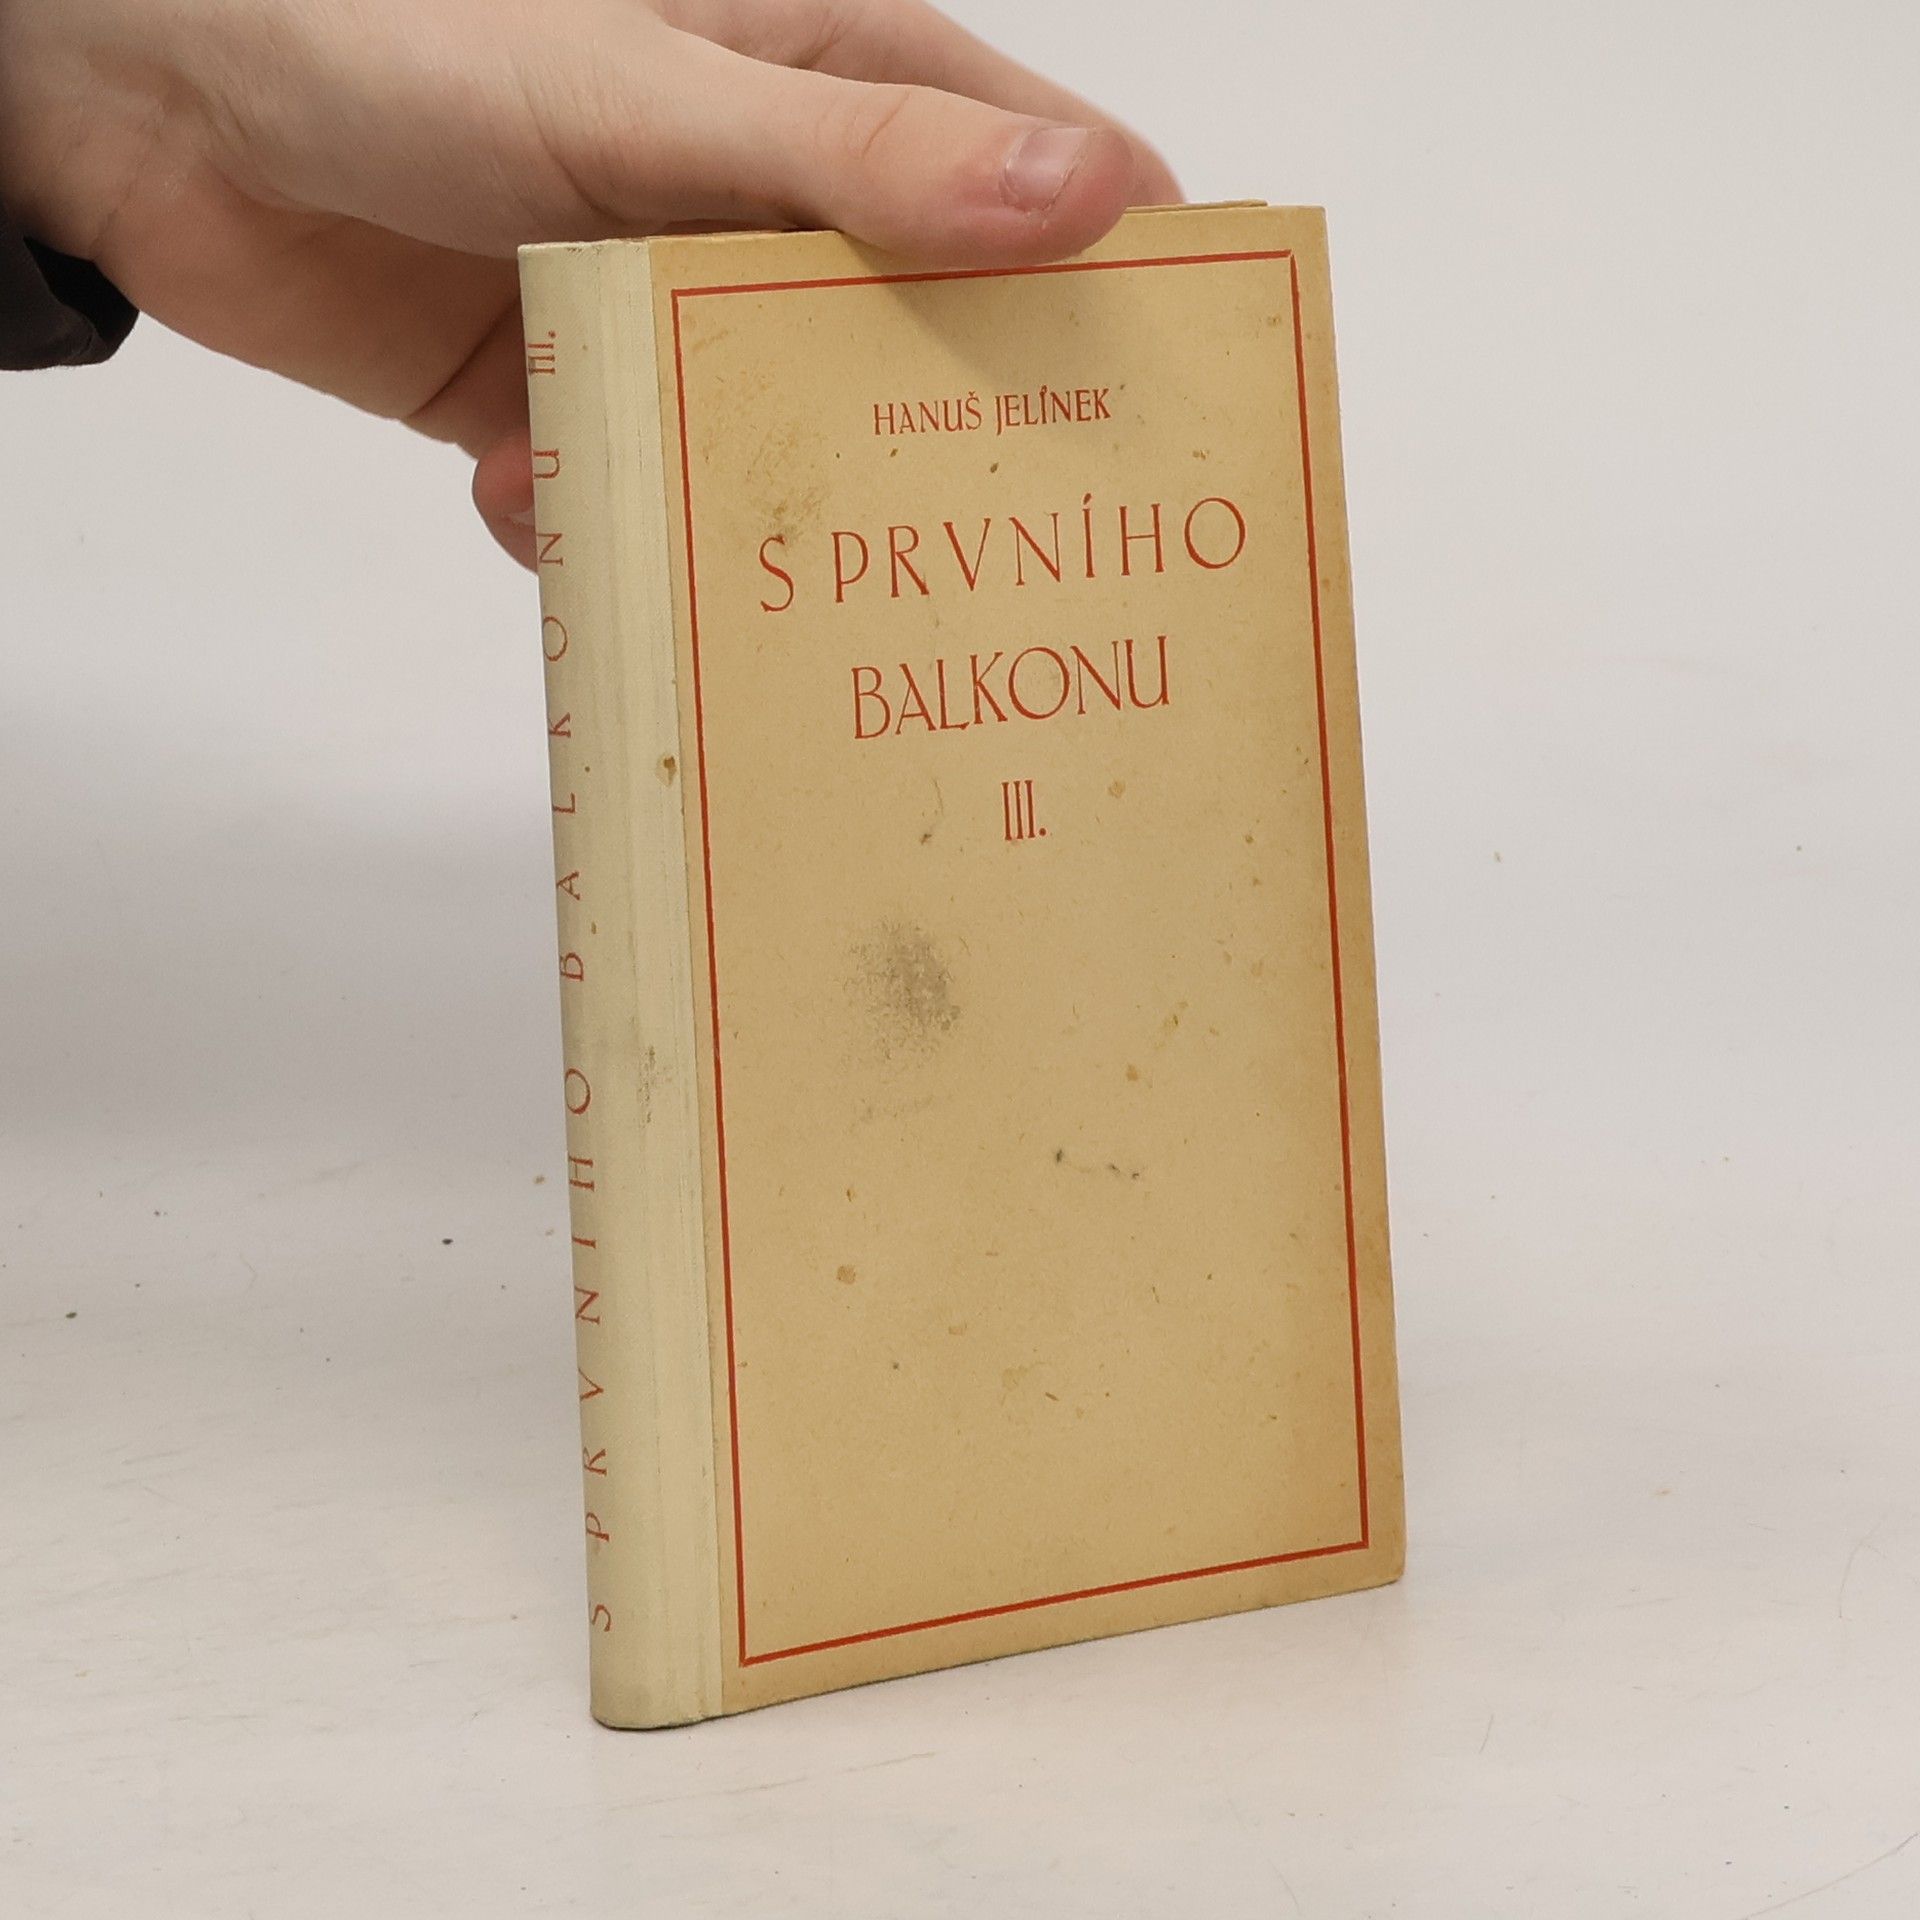 HANUŠ JELÍNEK
S PRVNÍHO
BALKONU
III.
S PRVNÍHO BALKONU III.